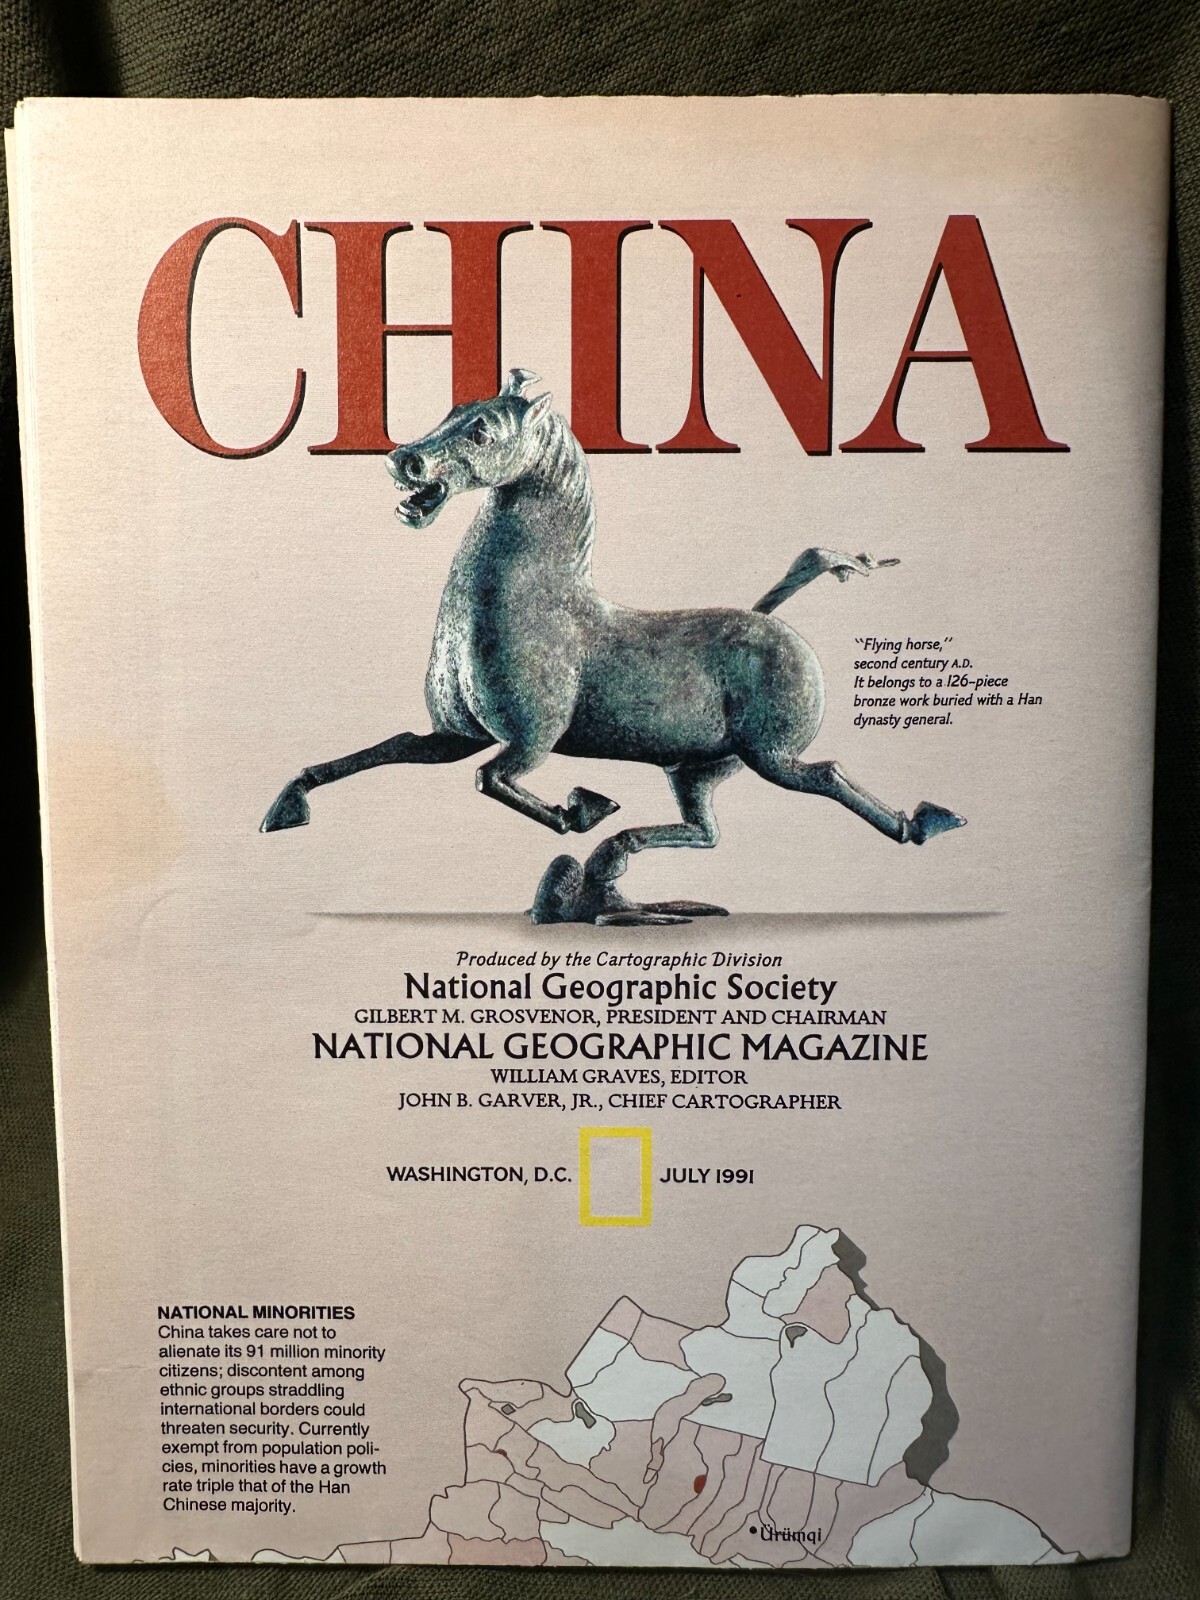 CHINA
"Flying horse,"
second century A.D.
It belongs to a 126-piece
bronze work buried with a Han
dynasty general.
Produced by the Cartographic Division
National Geographic Society
GILBERT M. GROSVENOR, PRESIDENT AND CHAIRMAN
NATIONAL GEOGRAPHIC MAGAZINE
WILLIAM GRAVES, EDITOR
JOHN B. GARVER, JR., CHIEF CARTOGRAPHER
WASHINGTON, D.C. JULY 1991
NATIONAL MINORITIES
China takes care not to
alienate its 91 million minority
citizens; discontent among
ethnic groups straddling
international borders could
threaten security. Currently
exempt from population poli-
cies, minorities have a growth
rate triple that of the Han
Chinese majority.
Ürümqi